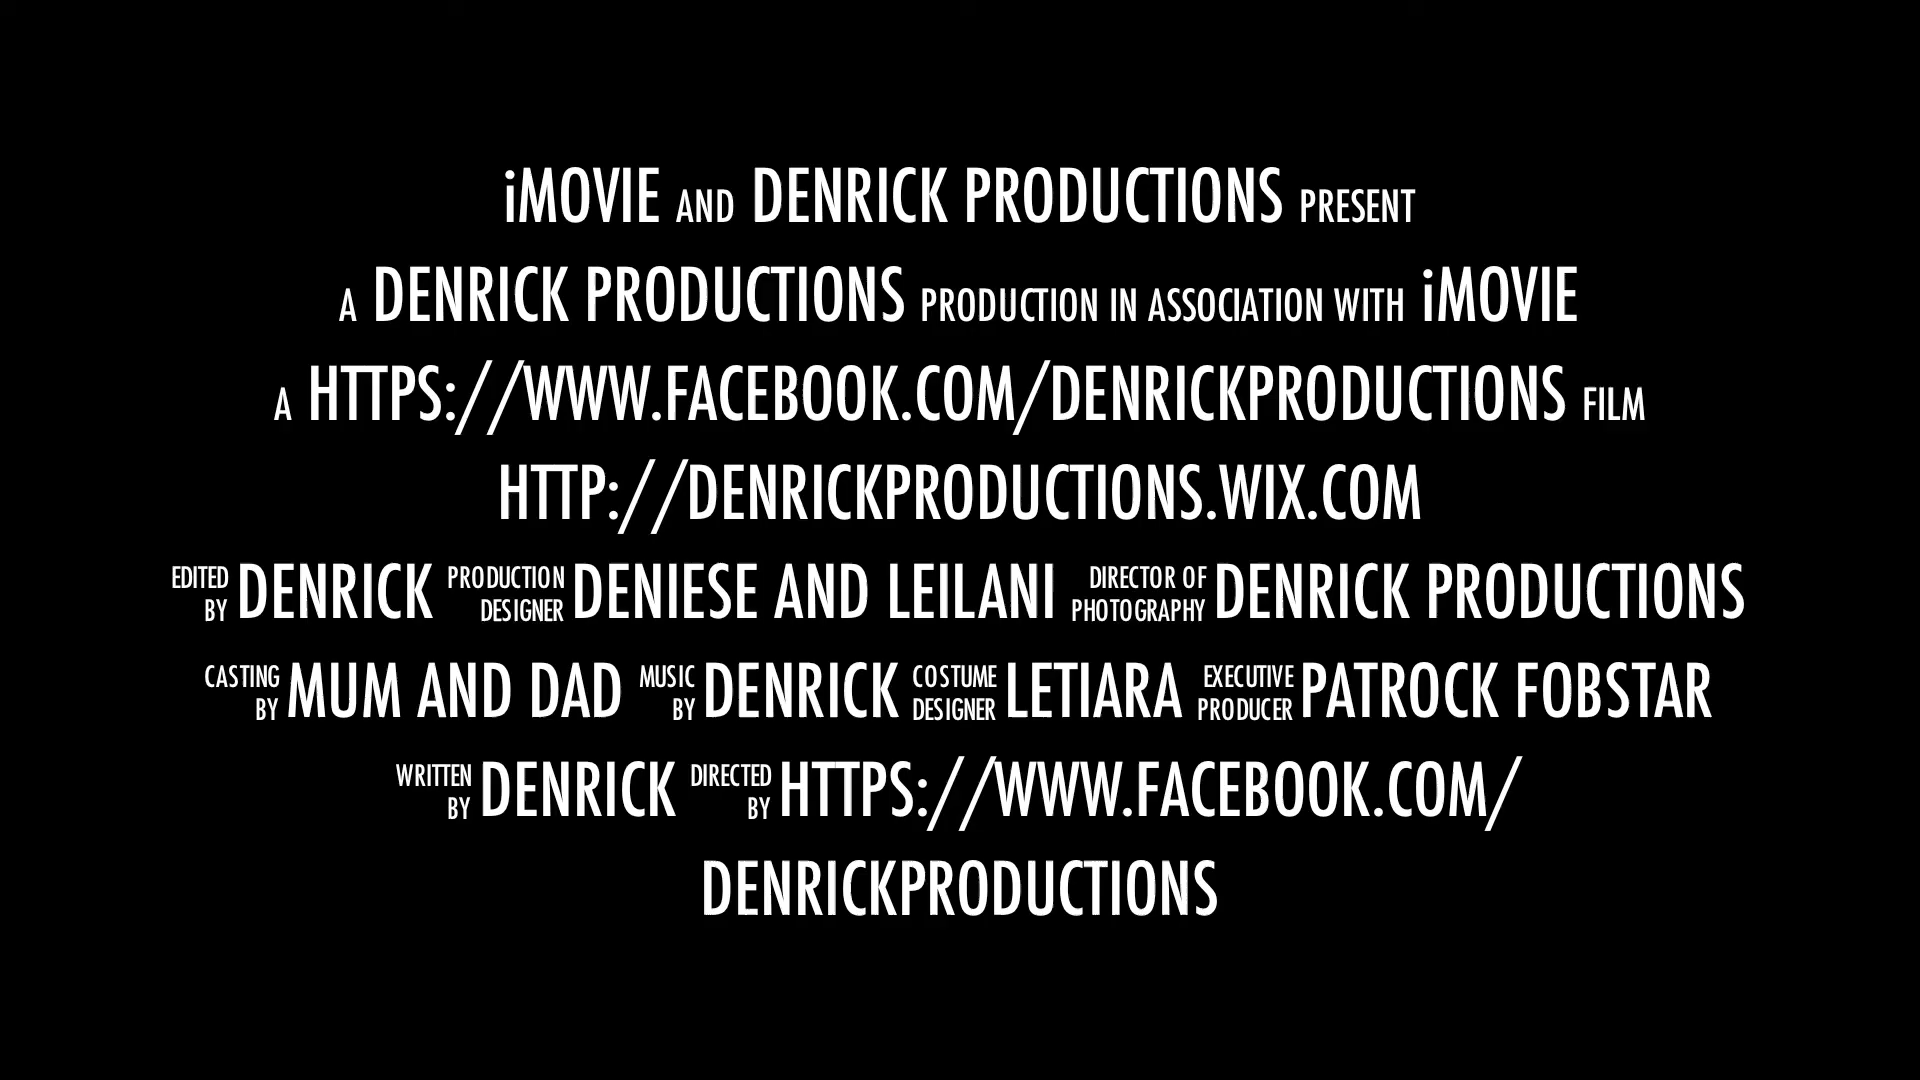 iMOVIE AND DENRICK PRODUCTIONS PRESENT
A DENRICK PRODUCTIONS PRODUCTION IN ASSOCIATION WITH iMOVIE
A HTTPS://WWW.FACEBOOK.COM/DENRICKPRODUCTIONS FILM
HTTP://DENRICKPRODUCTIONS.WIX.COM
EDITED BY DENRICK PRODUCTION DESIGNER DENIESE AND LEILANI DIRECTOR OF PHOTOGRAPHY DENRICK PRODUCTIONS
CASTING BY MUM AND DAD MUSIC BY DENRICK COSTUME DESIGNER LETIARA EXECUTIVE PRODUCER PATROCK FOBSTAR
WRITTEN BY DENRICK DIRECTED BY HTTPS://WWW.FACEBOOK.COM/
DENRICKPRODUCTIONS